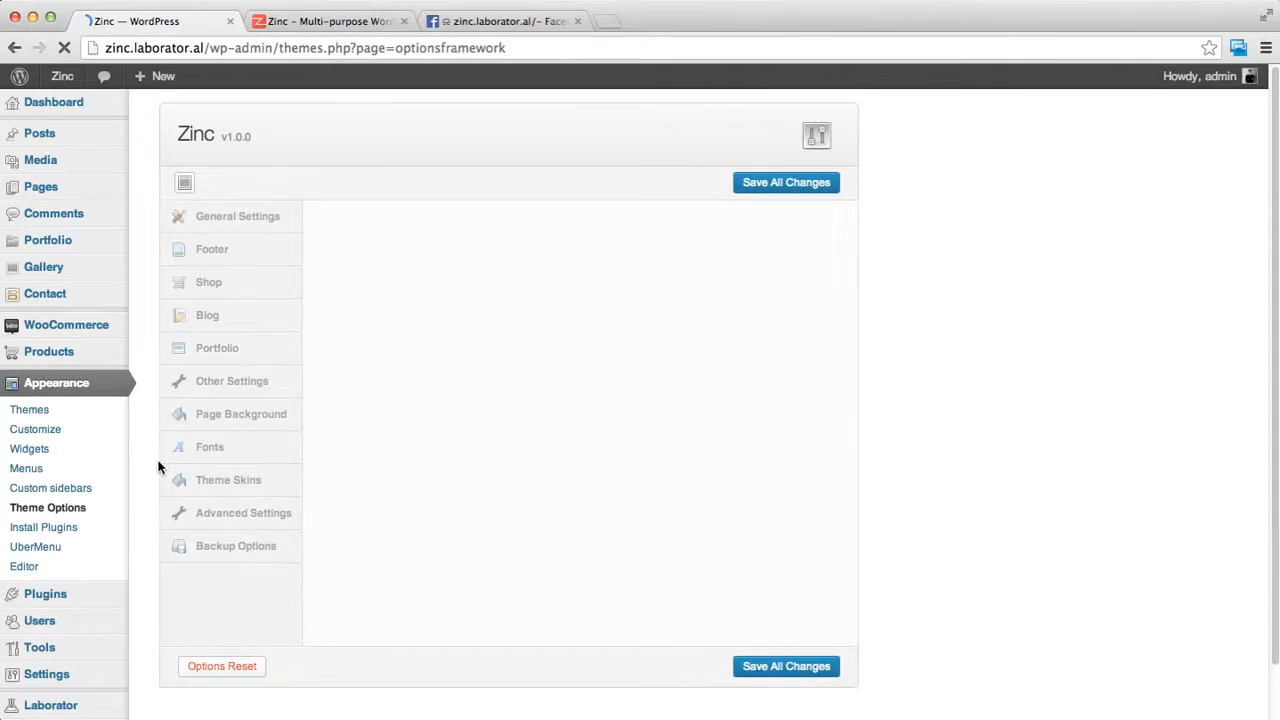 Zinc — WordPress
Zinc - Multi-purpose Wor
zinc.laborator.al/- Face
zinc.laborator.al/wp-admin/themes.php?page=optionsframework
Zinc
New
Howdy, admin
Dashboard
Posts
Media
Pages
Comments
Portfolio
Gallery
Contact
WooCommerce
Products
Appearance
Themes
Customize
Widgets
Menus
Custom sidebars
Theme Options
Install Plugins
UberMenu
Editor
Plugins
Users
Tools
Settings
Laborator
Zinc v1.0.0
Save All Changes
General Settings
Footer
Shop
Blog
Portfolio
Other Settings
Page Background
Fonts
Theme Skins
Advanced Settings
Backup Options
Options Reset
Save All Changes